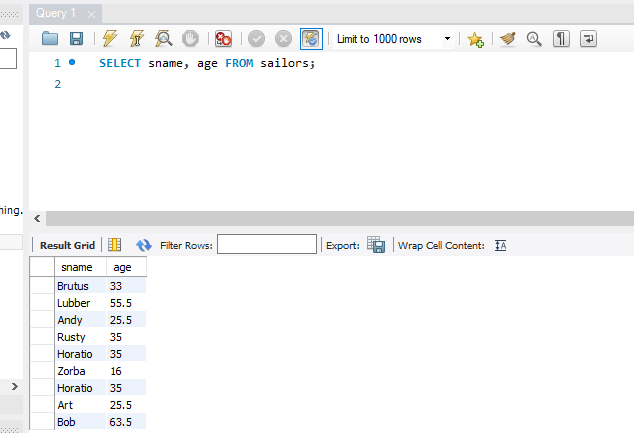 Query 1
Limit to 1000 rows
1 SELECT sname, age FROM sailors;
2
hing.
Result Grid Filter Rows: Export: Wrap Cell Content:
sname age
Brutus 33
Lubber 55.5
Andy 25.5
Rusty 35
Horatio 35
Zorba 16
Horatio 35
Art 25.5
Bob 63.5